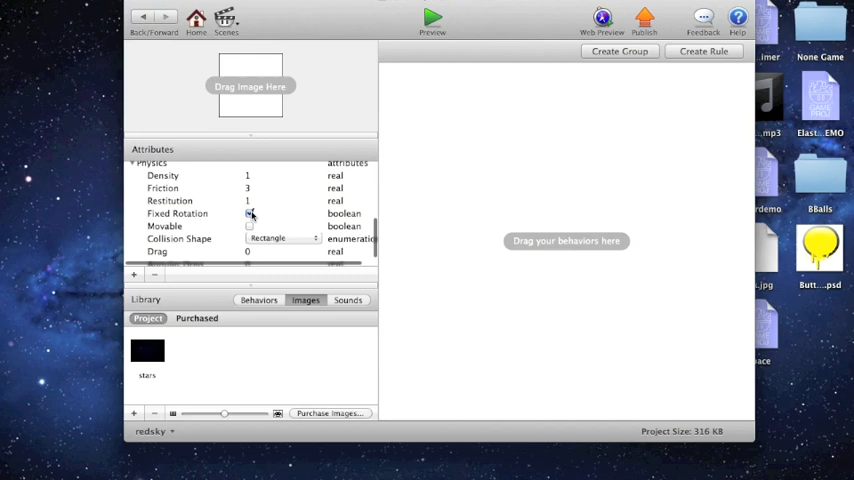 Back/Forward Home Scenes Preview Web Preview Publish Feedback Help
Create Group Create Rule
Drag Image Here
Attributes
Physics attributes
Density 1 real
Friction 3 real
Restitution 1 real
Fixed Rotation boolean
Movable boolean
Collision Shape Rectangle enumeratio
Drag 0 real
Drag your behaviors here
Library Behaviors Images Sounds
Project Purchased
stars
Purchase Images...
redsky Project Size: 316 KB
...imer None Game
...mp3 Elast...EMO
rdemo BBalls
...jpg Butt....psd
ace